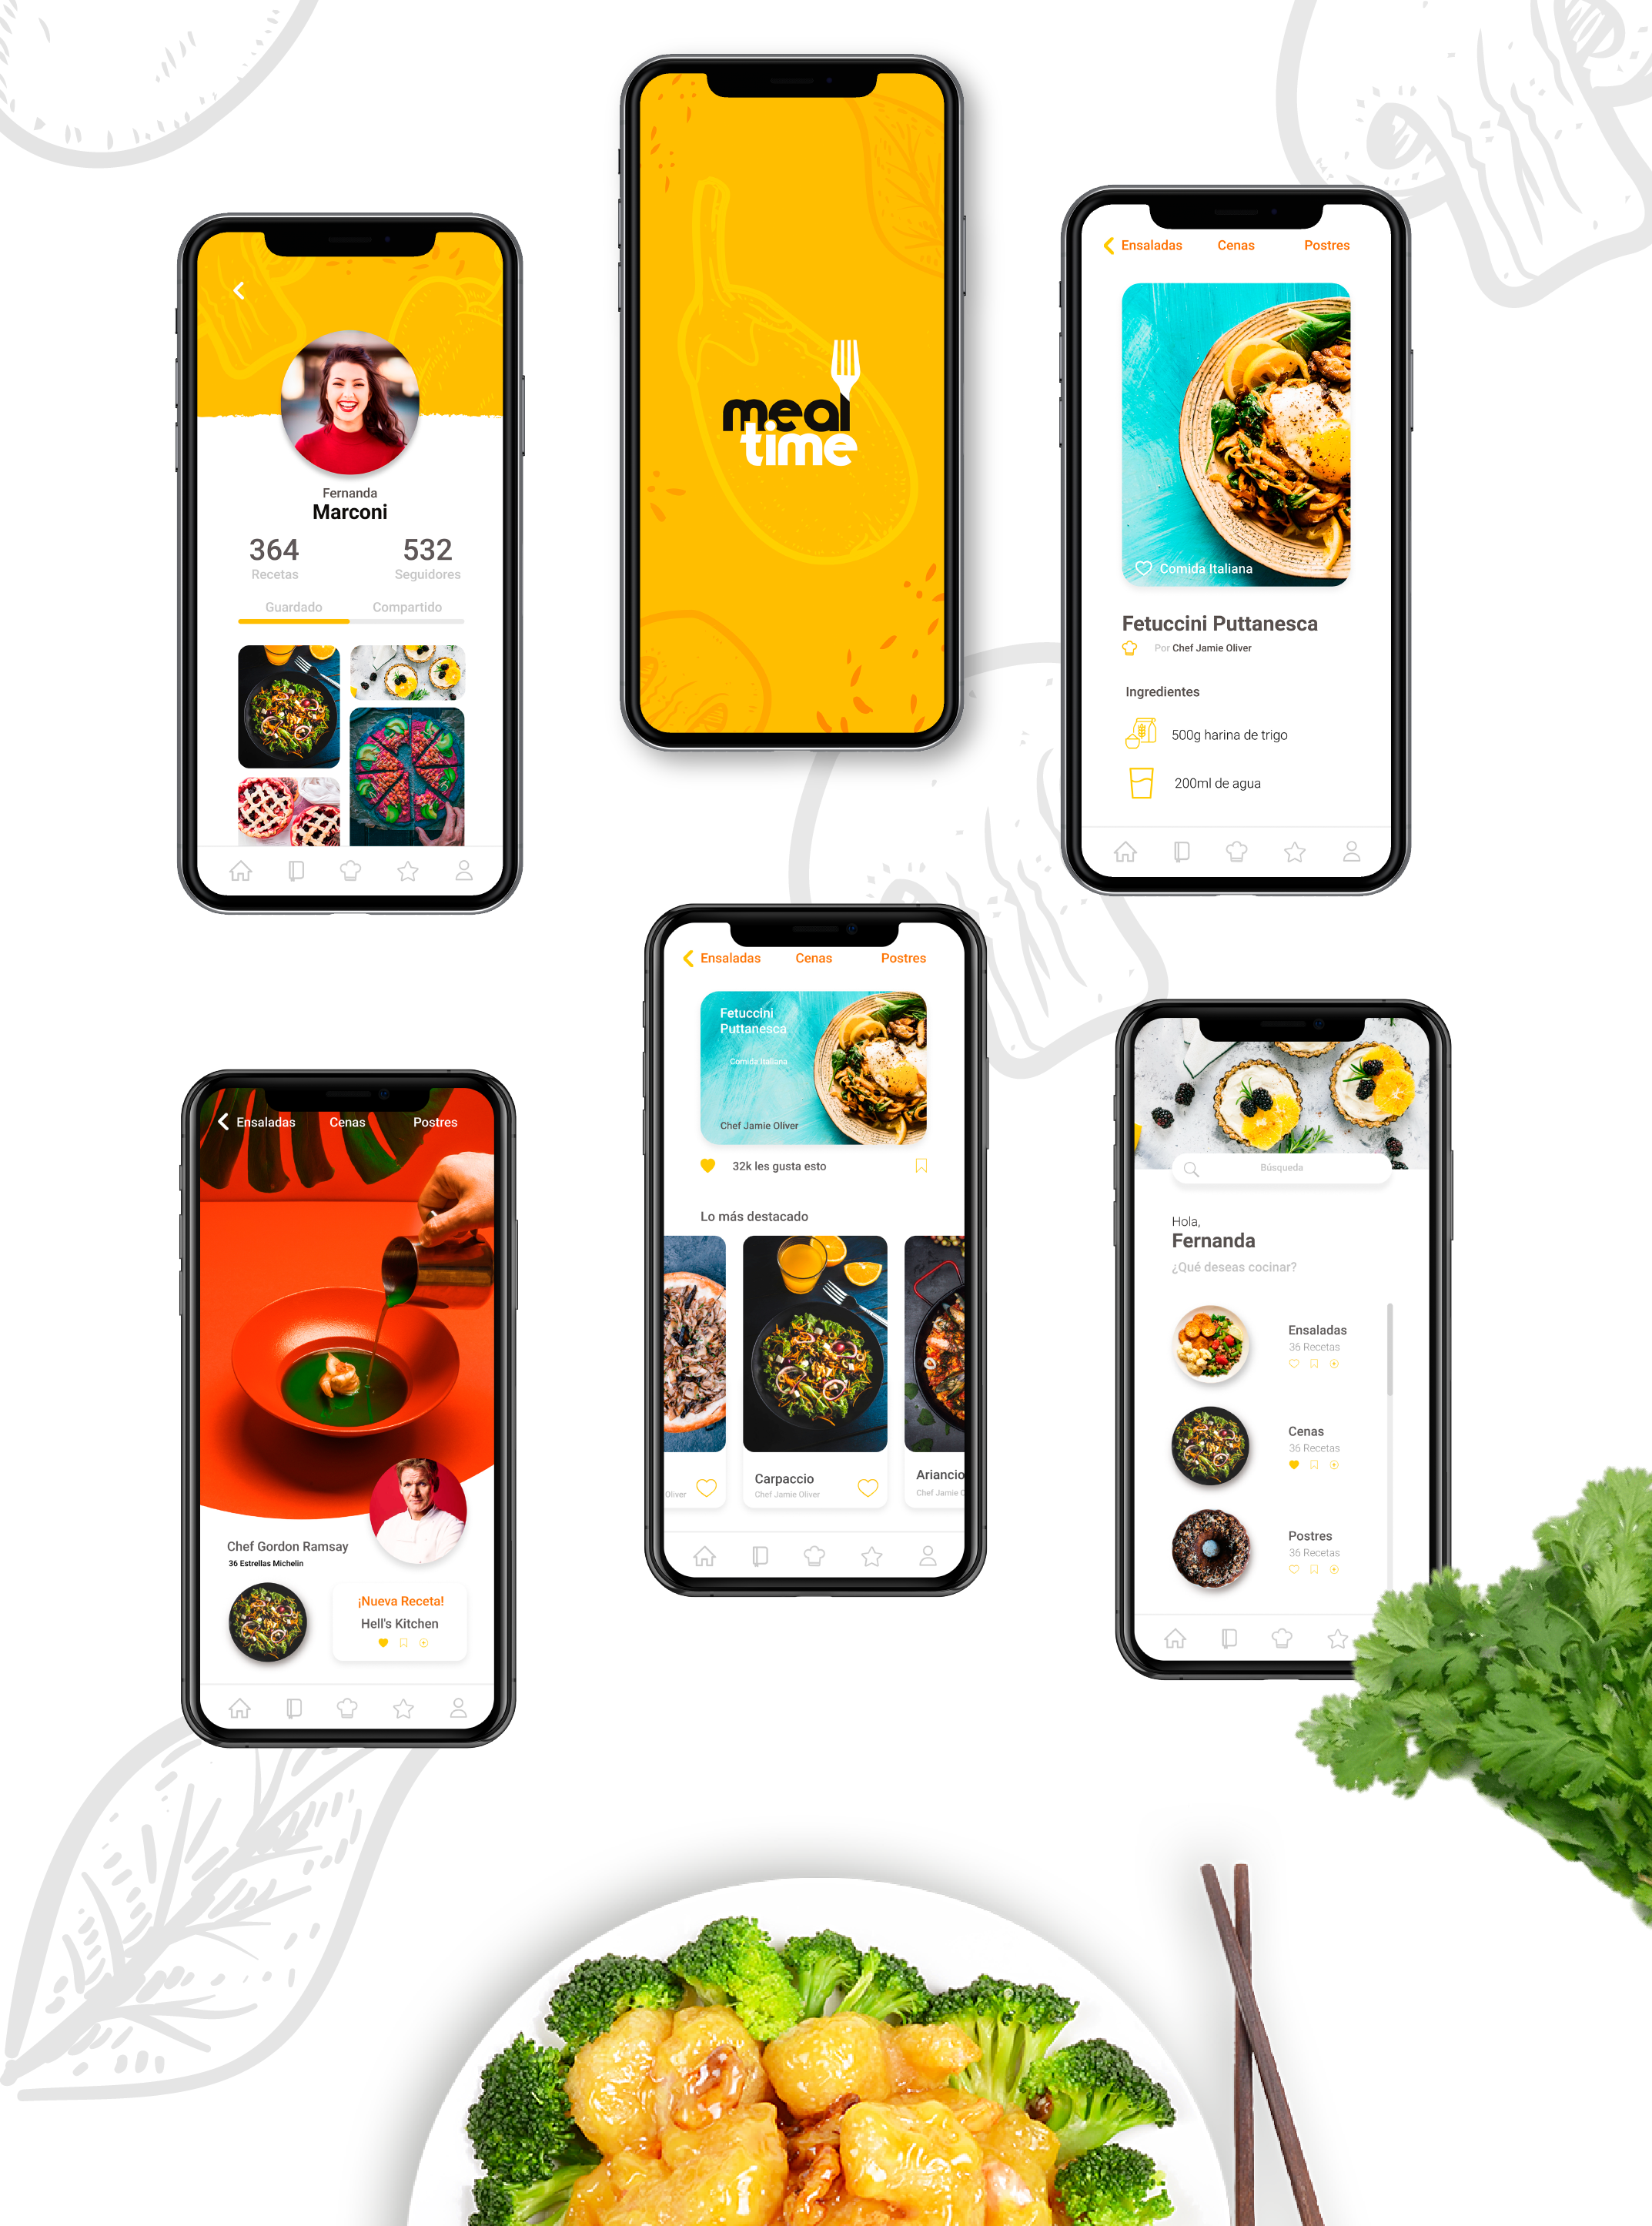 meal
time
Fernanda
Marconi
364
Recetas
532
Seguidores
Guardado
Compartido
Ensaladas Cenas Postres
Comida Italiana
Fetuccini Puttanesca
Por Chef Jamie Oliver
Ingredientes
500g harina de trigo
200ml de agua
Ensaladas Cenas Postres
Fetuccini
Puttanesca
Comida Italiana
Chef Jamie Oliver
32k les gusta esto
Lo más destacado
Oliver
Carpaccio
Chef Jamie Oliver
Ariancio
Chef Jamie
Ensaladas Cenas Postres
Chef Gordon Ramsay
36 Estrellas Michelin
¡Nueva Receta!
Hell's Kitchen
Búsqueda
Hola,
Fernanda
¿Qué deseas cocinar?
Ensaladas
36 Recetas
Cenas
36 Recetas
Postres
36 Recetas